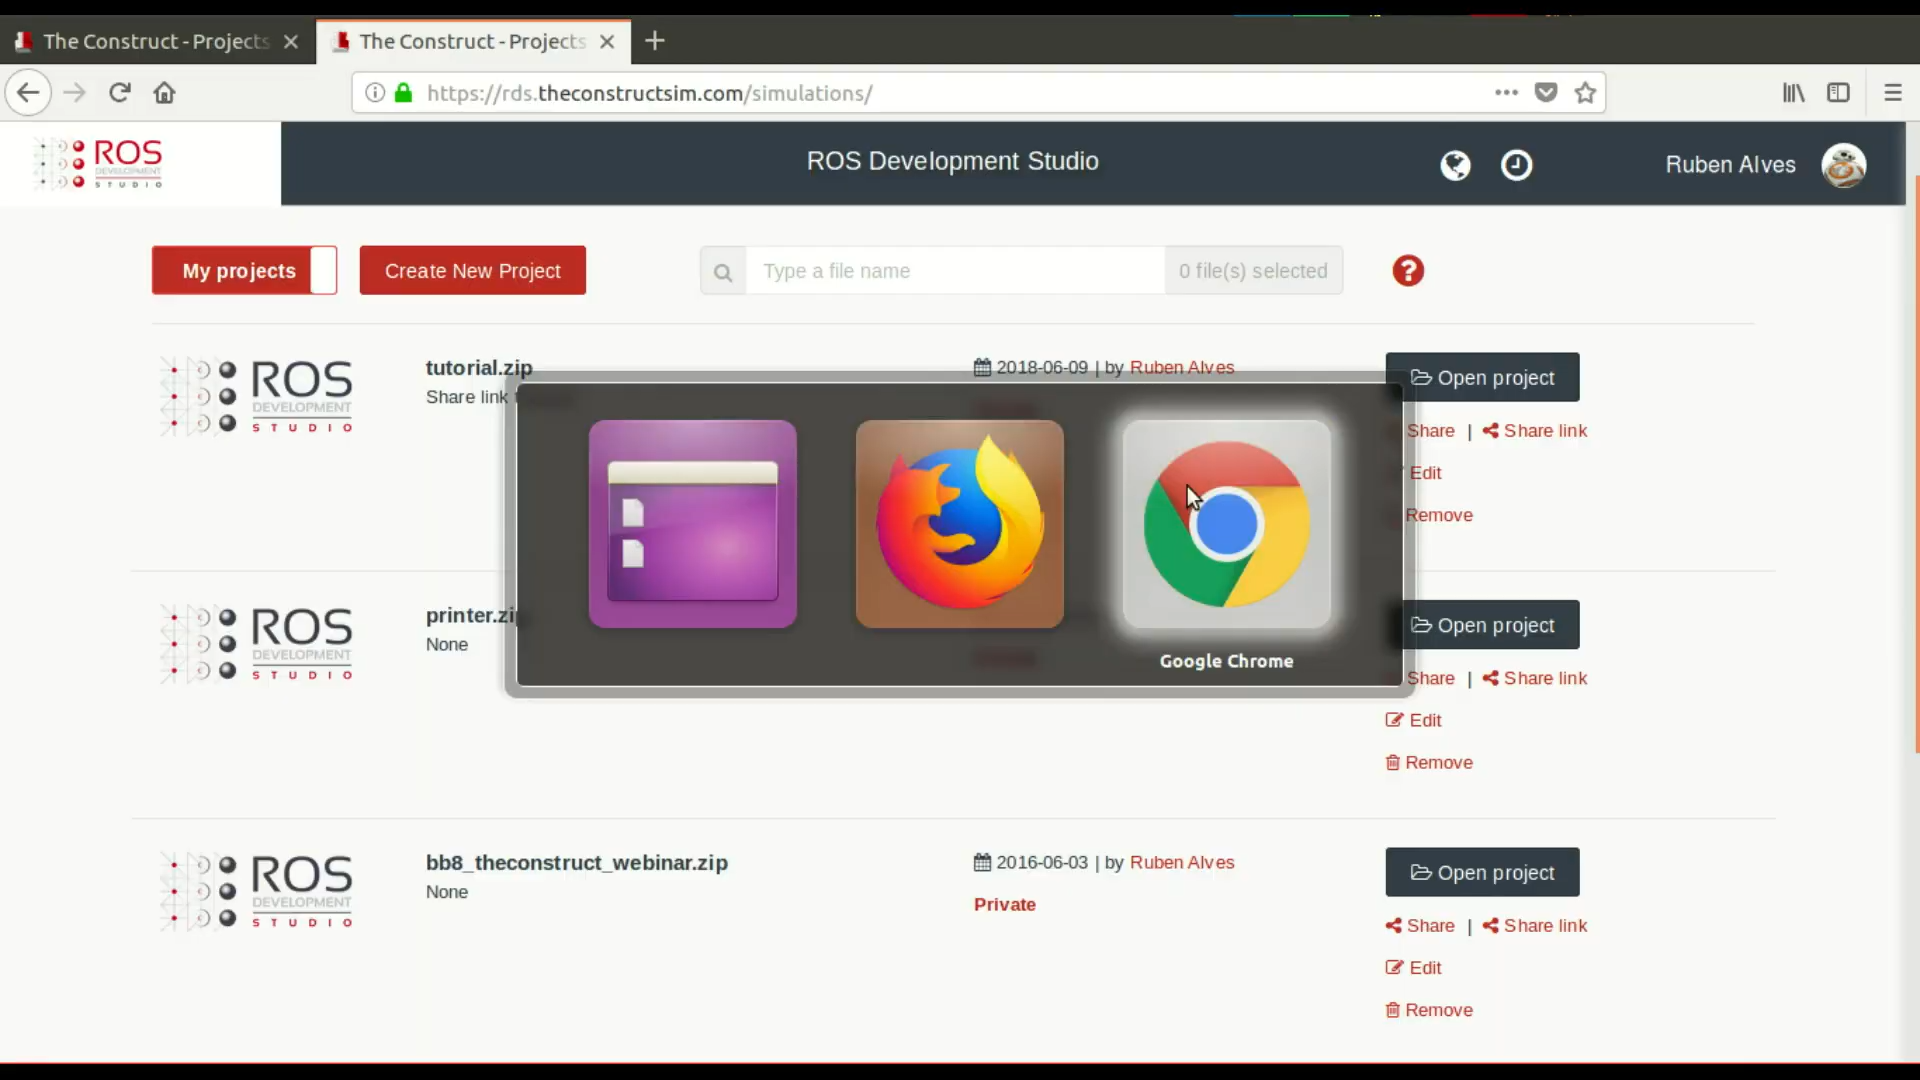 The Construct - Projects
The Construct - Projects
https://rds.theconstructsim.com/simulations/
ROS
DEVELOPMENT
STUDIO
ROS Development Studio
Ruben Alves
My projects
Create New Project
Type a file name
0 file(s) selected
?
ROS
DEVELOPMENT
STUDIO
tutorial.zip
Share link
2018-06-09 | by Ruben Alves
Open project
Share | Share link
Edit
Remove
Google Chrome
ROS
DEVELOPMENT
STUDIO
printer.zi
None
Open project
Share | Share link
Edit
Remove
ROS
DEVELOPMENT
STUDIO
bb8_theconstruct_webinar.zip
None
2016-06-03 | by Ruben Alves
Private
Open project
Share | Share link
Edit
Remove